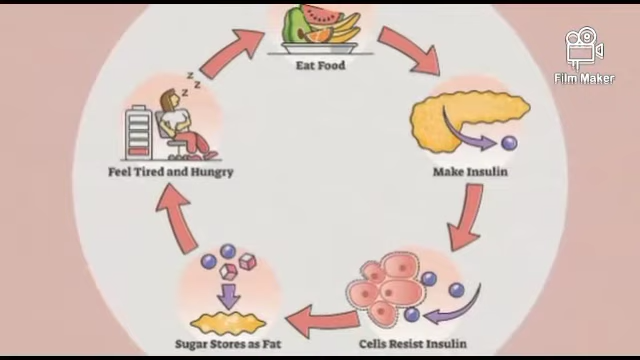 Eat Food
Film Maker
Make Insulin
Cells Resist Insulin
Sugar Stores as Fat
Feel Tired and Hungry
z z z